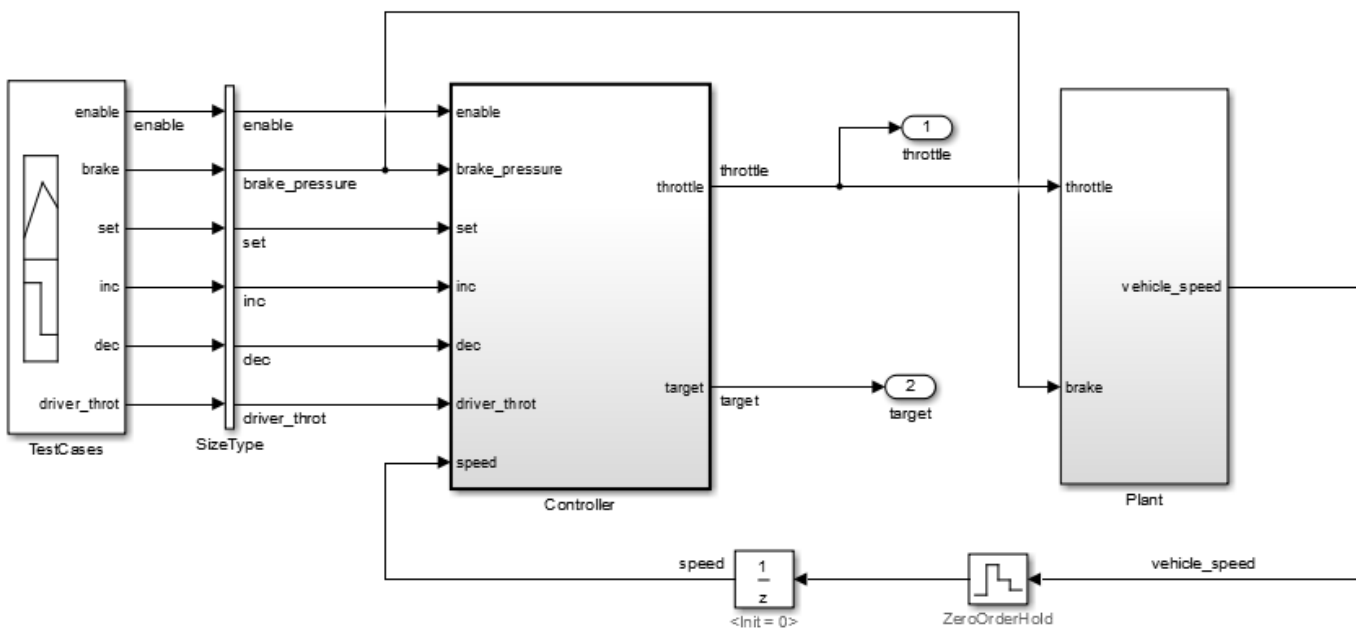 enable
brake
set
inc
dec
driver_throt
TestCases
enable
SizeType
enable
brake_pressure
set
inc
dec
driver_throt
enable
brake_pressure
set
inc
dec
driver_throt
speed
throttle
target
Controller
throttle
target
1
throttle
2
target
throttle
brake
vehicle_speed
Plant
speed
1
z
<Init = 0>
ZeroOrderHold
vehicle_speed